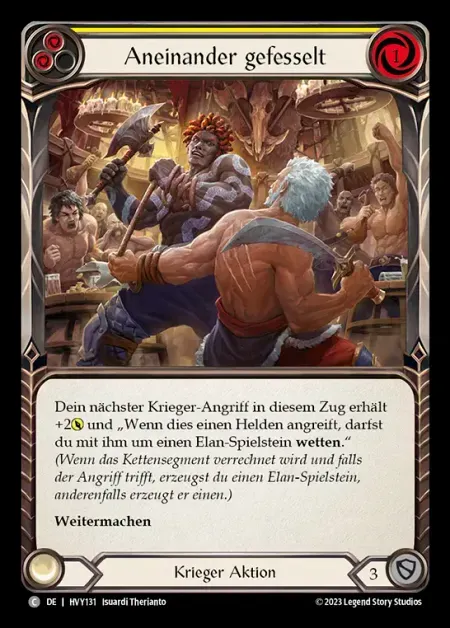 Aneinander gefesselt
1
Dein nächster Krieger-Angriff in diesem Zug erhält
+2 und „Wenn dies einen Helden angreift, darfst
du mit ihm um einen Elan-Spielstein wetten.“
(Wenn das Kettensegment verrechnet wird und falls
der Angriff trifft, erzeugst du einen Elan-Spielstein,
anderenfalls erzeugt er einen.)
Weitermachen
Krieger Aktion
3
C DE | HVY131 Isuardi Therianto
© 2023 Legend Story Studios